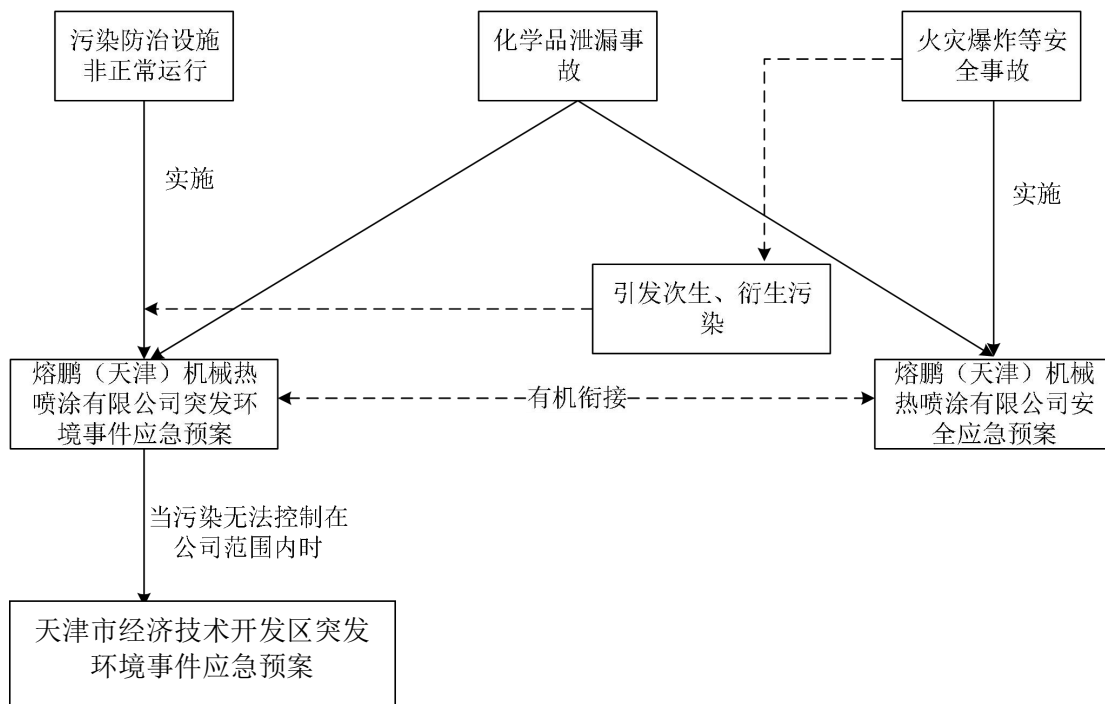 污染防治设施
非正常运行
化学品泄漏事
故
火灾爆炸等安
全事故
实施
实施
引发次生、衍生污
染
熔鹏（天津）机械热
喷涂有限公司突发环
境事件应急预案
有机衔接
熔鹏（天津）机械
热喷涂有限公司安
全应急预案
当污染无法控制在
公司范围内时
天津市经济技术开发区突发
环境事件应急预案